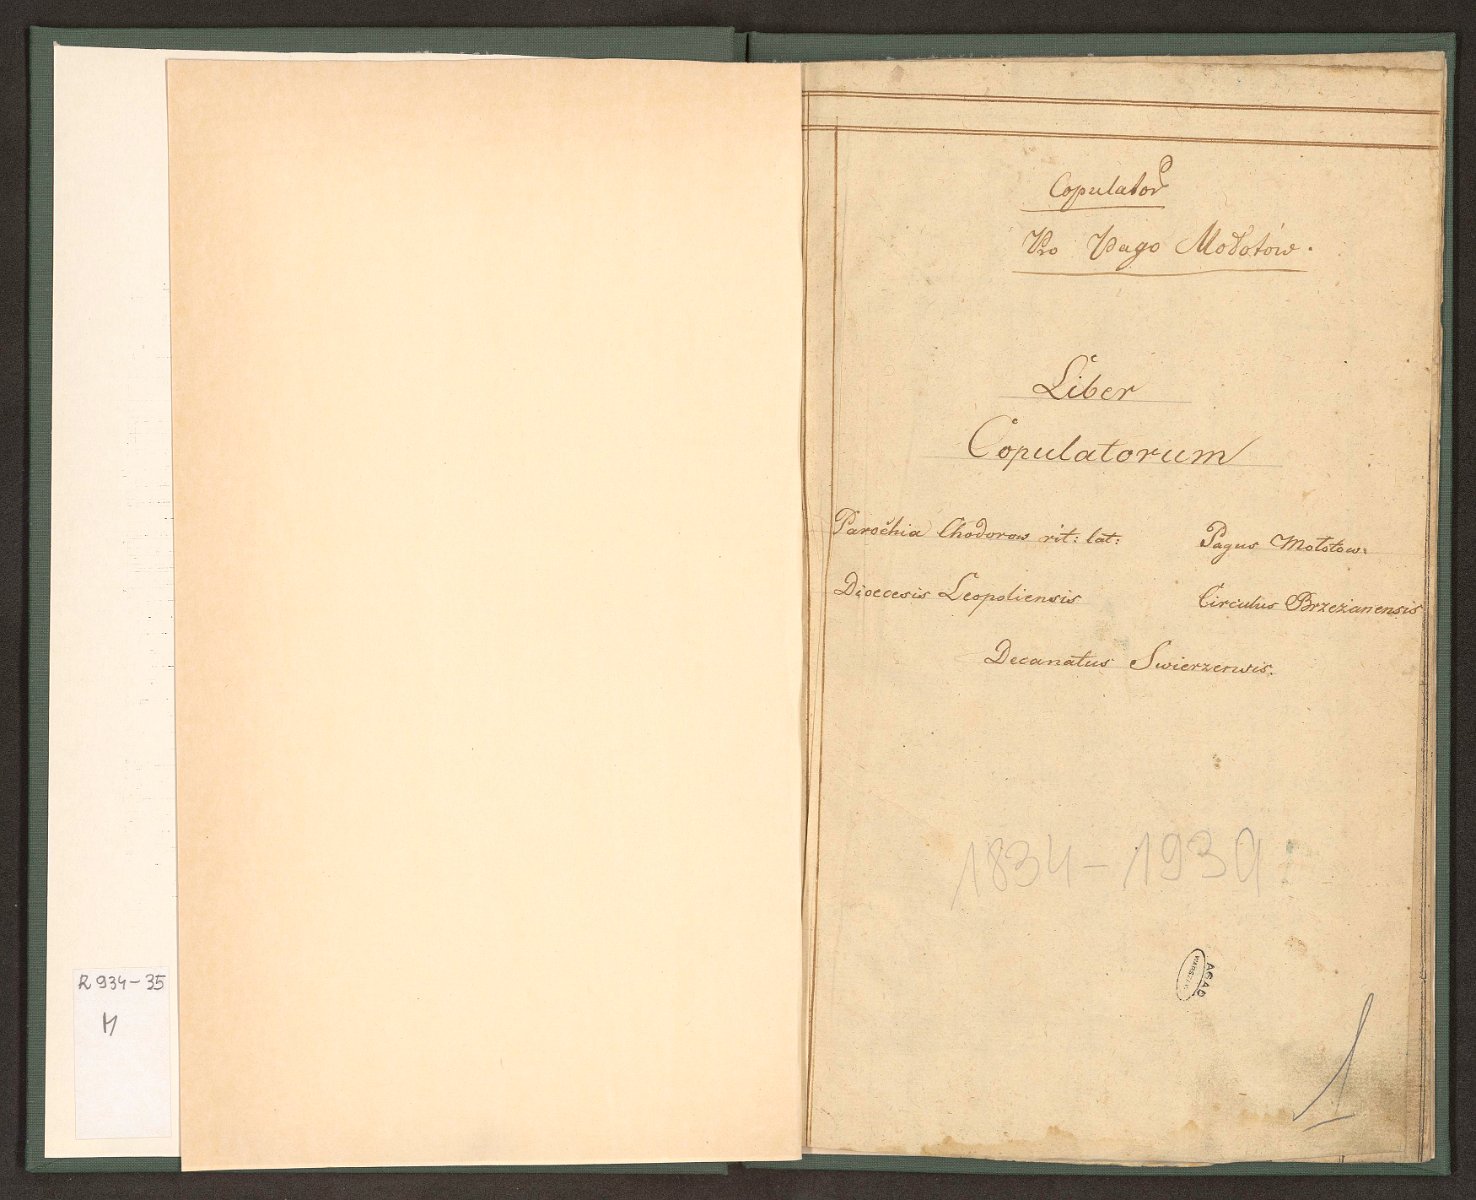 R 934-35
M
Copulator
Pro Pago Mołotów.
Liber
Copulatorum
Parochia Chodorow rit: lat: Pagus Mołotow:
Dioecesis Leopoliensis Circulus Brzezanensis
Decanatus Swierzensis.
1834-1939
AGAD
1